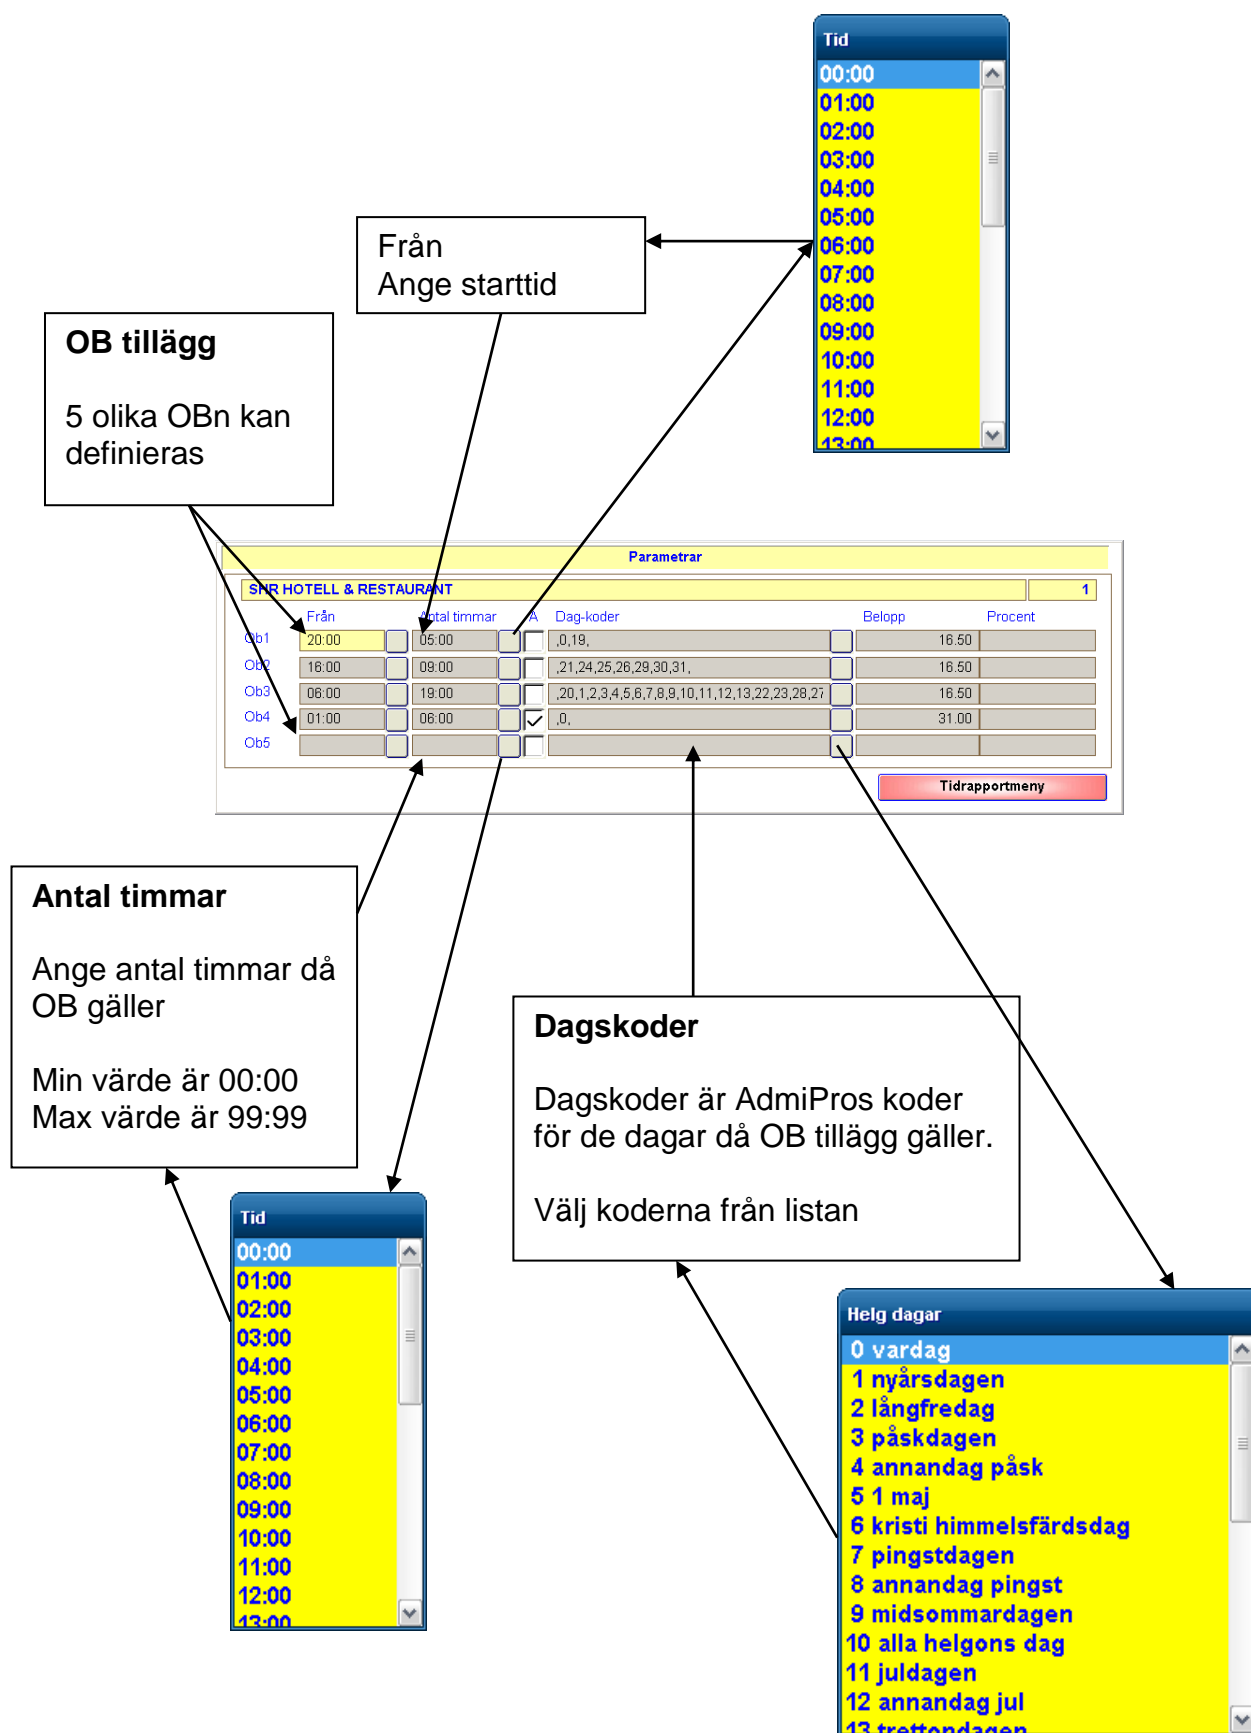 Tid
00:00
01:00
02:00
03:00
04:00
05:00
06:00
07:00
08:00
09:00
10:00
11:00
12:00
13:00
Från
Ange starttid
OB tillägg
5 olika OBn kan
definieras
Parametrar
SHR HOTELL & RESTAURANT 1
Från Antal timmar A Dag-koder Belopp Procent
Ob1 20:00 05:00 ,0,19, 16.50
Ob2 16:00 09:00 ,21,24,25,26,29,30,31, 16.50
Ob3 06:00 19:00 ,20,1,2,3,4,5,6,7,8,9,10,11,12,13,22,23,28,27 16.50
Ob4 01:00 06:00 ,0, 31.00
Ob5
Tidrapportmeny
Antal timmar
Ange antal timmar då
OB gäller
Min värde är 00:00
Max värde är 99:99
Dagskoder
Dagskoder är AdmiPros koder
för de dagar då OB tillägg gäller.
Välj koderna från listan
Tid
00:00
01:00
02:00
03:00
04:00
05:00
06:00
07:00
08:00
09:00
10:00
11:00
12:00
13:00
Helg dagar
0 vardag
1 nyårsdagen
2 långfredag
3 påskdagen
4 annandag påsk
5 1 maj
6 kristi himmelsfärdsdag
7 pingstdagen
8 annandag pingst
9 midsommardagen
10 alla helgons dag
11 juldagen
12 annandag jul
13 trettondagen